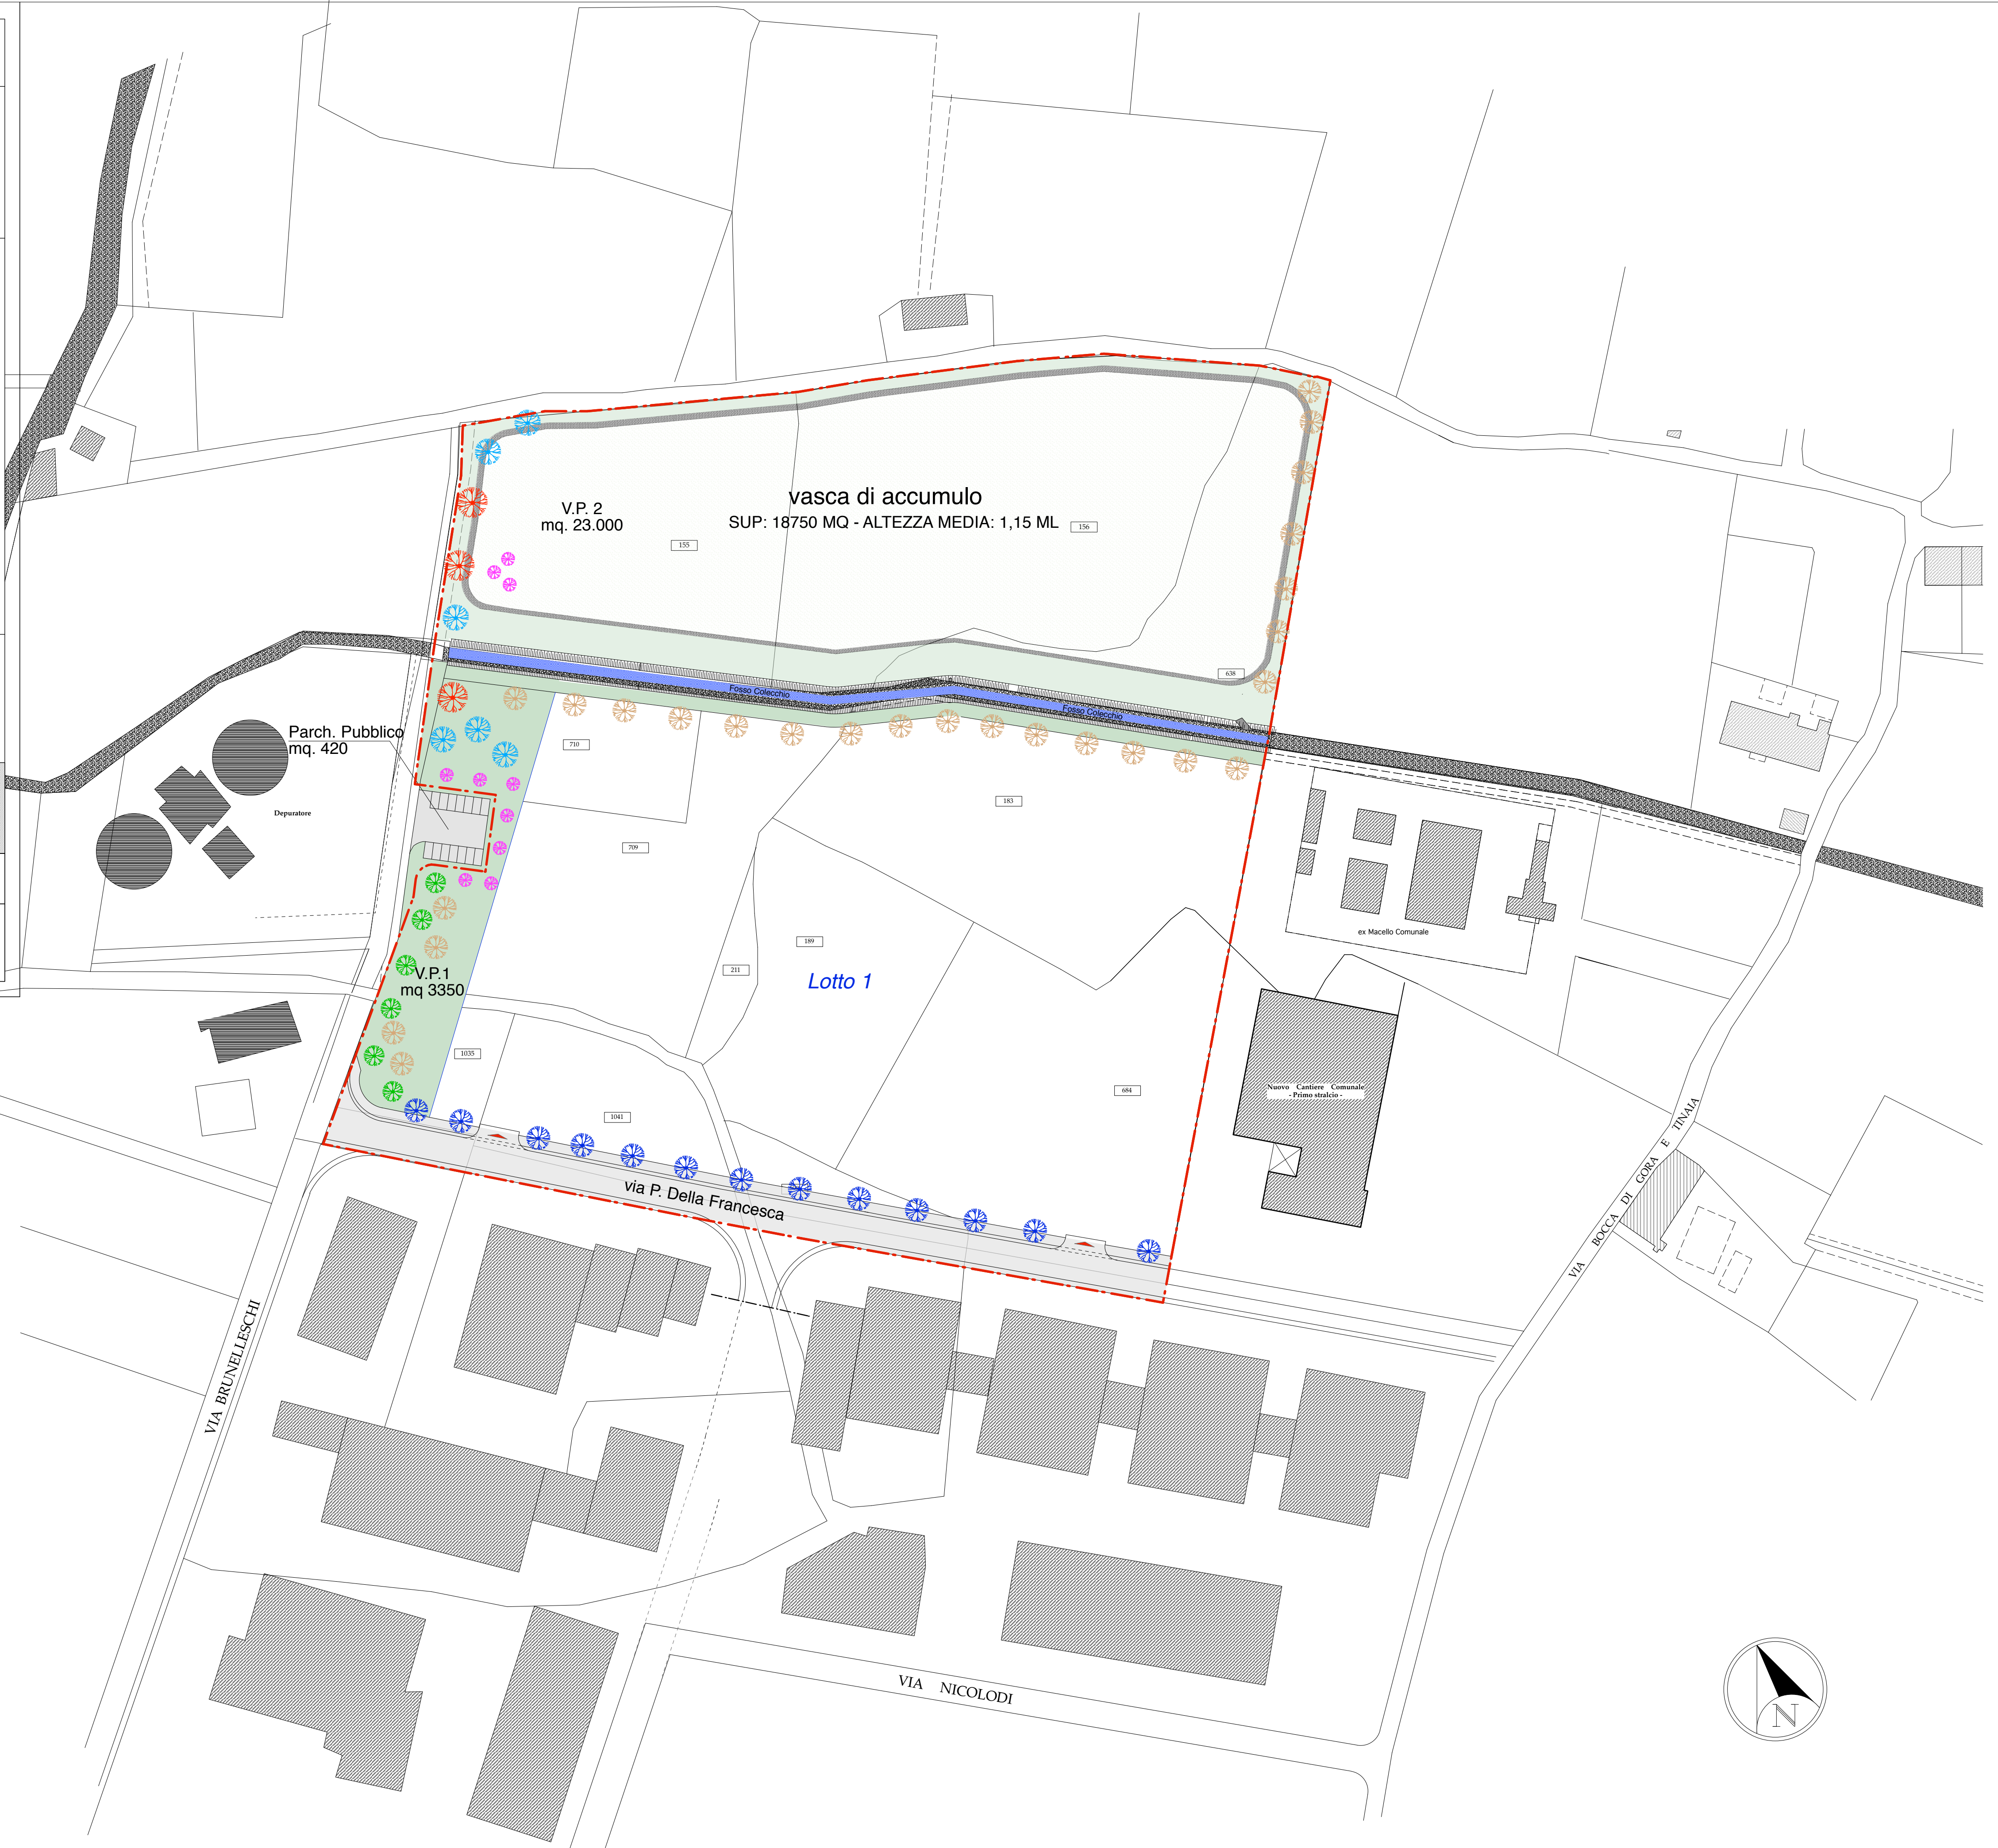 vasca di accumulo
SUP: 18750 MQ - ALTEZZA MEDIA: 1,15 ML
V.P. 2
mq. 23.000
155
156
638
Fosso Colecchio
Fosso Colecchio
Parch. Pubblico
mq. 420
Depuratore
710
709
183
189
211
Lotto 1
ex Macello Comunale
V.P.1
mq 3350
1035
1041
684
Nuovo Cantiere Comunale
- Primo stralcio -
via P. Della Francesca
VIA BRUNELLESCHI
VIA BOCCA DI GORA E TINAIA
VIA NICOLODI
N